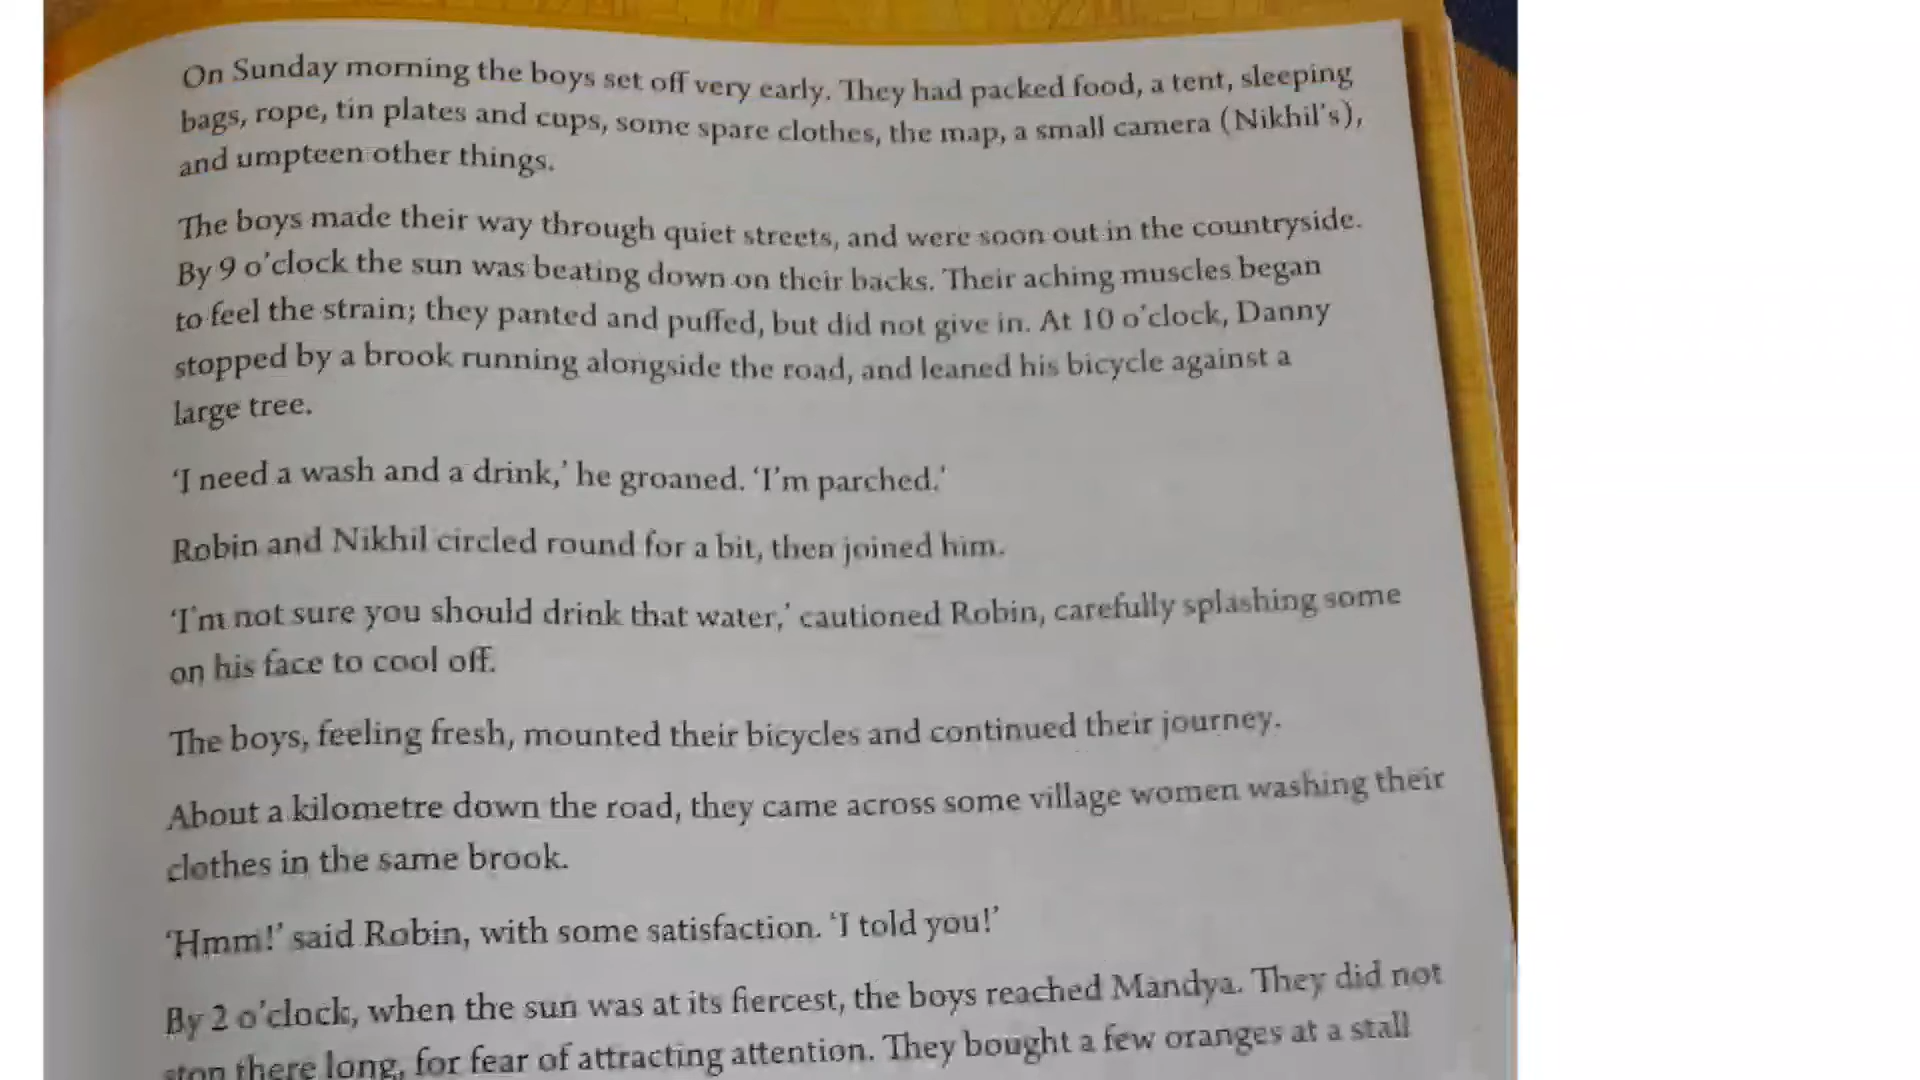 On Sunday morning the boys set off very early. They had packed food, a tent, sleeping
bags, rope, tin plates and cups, some spare clothes, the map, a small camera (Nikhil's),
and umpteen other things.
The boys made their way through quiet streets, and were soon out in the countryside.
By 9 o'clock the sun was beating down on their backs. Their aching muscles began
to feel the strain; they panted and puffed, but did not give in. At 10 o'clock, Danny
stopped by a brook running alongside the road, and leaned his bicycle against a
large tree.
‘I need a wash and a drink,’ he groaned. ‘I'm parched.’
Robin and Nikhil circled round for a bit, then joined him.
‘I'm not sure you should drink that water,’ cautioned Robin, carefully splashing some
on his face to cool off.
The boys, feeling fresh, mounted their bicycles and continued their journey.
About a kilometre down the road, they came across some village women washing their
clothes in the same brook.
‘Hmm!’ said Robin, with some satisfaction. ‘I told you!’
By 2 o'clock, when the sun was at its fiercest, the boys reached Mandya. They did not
stop there long, for fear of attracting attention. They bought a few oranges at a stall